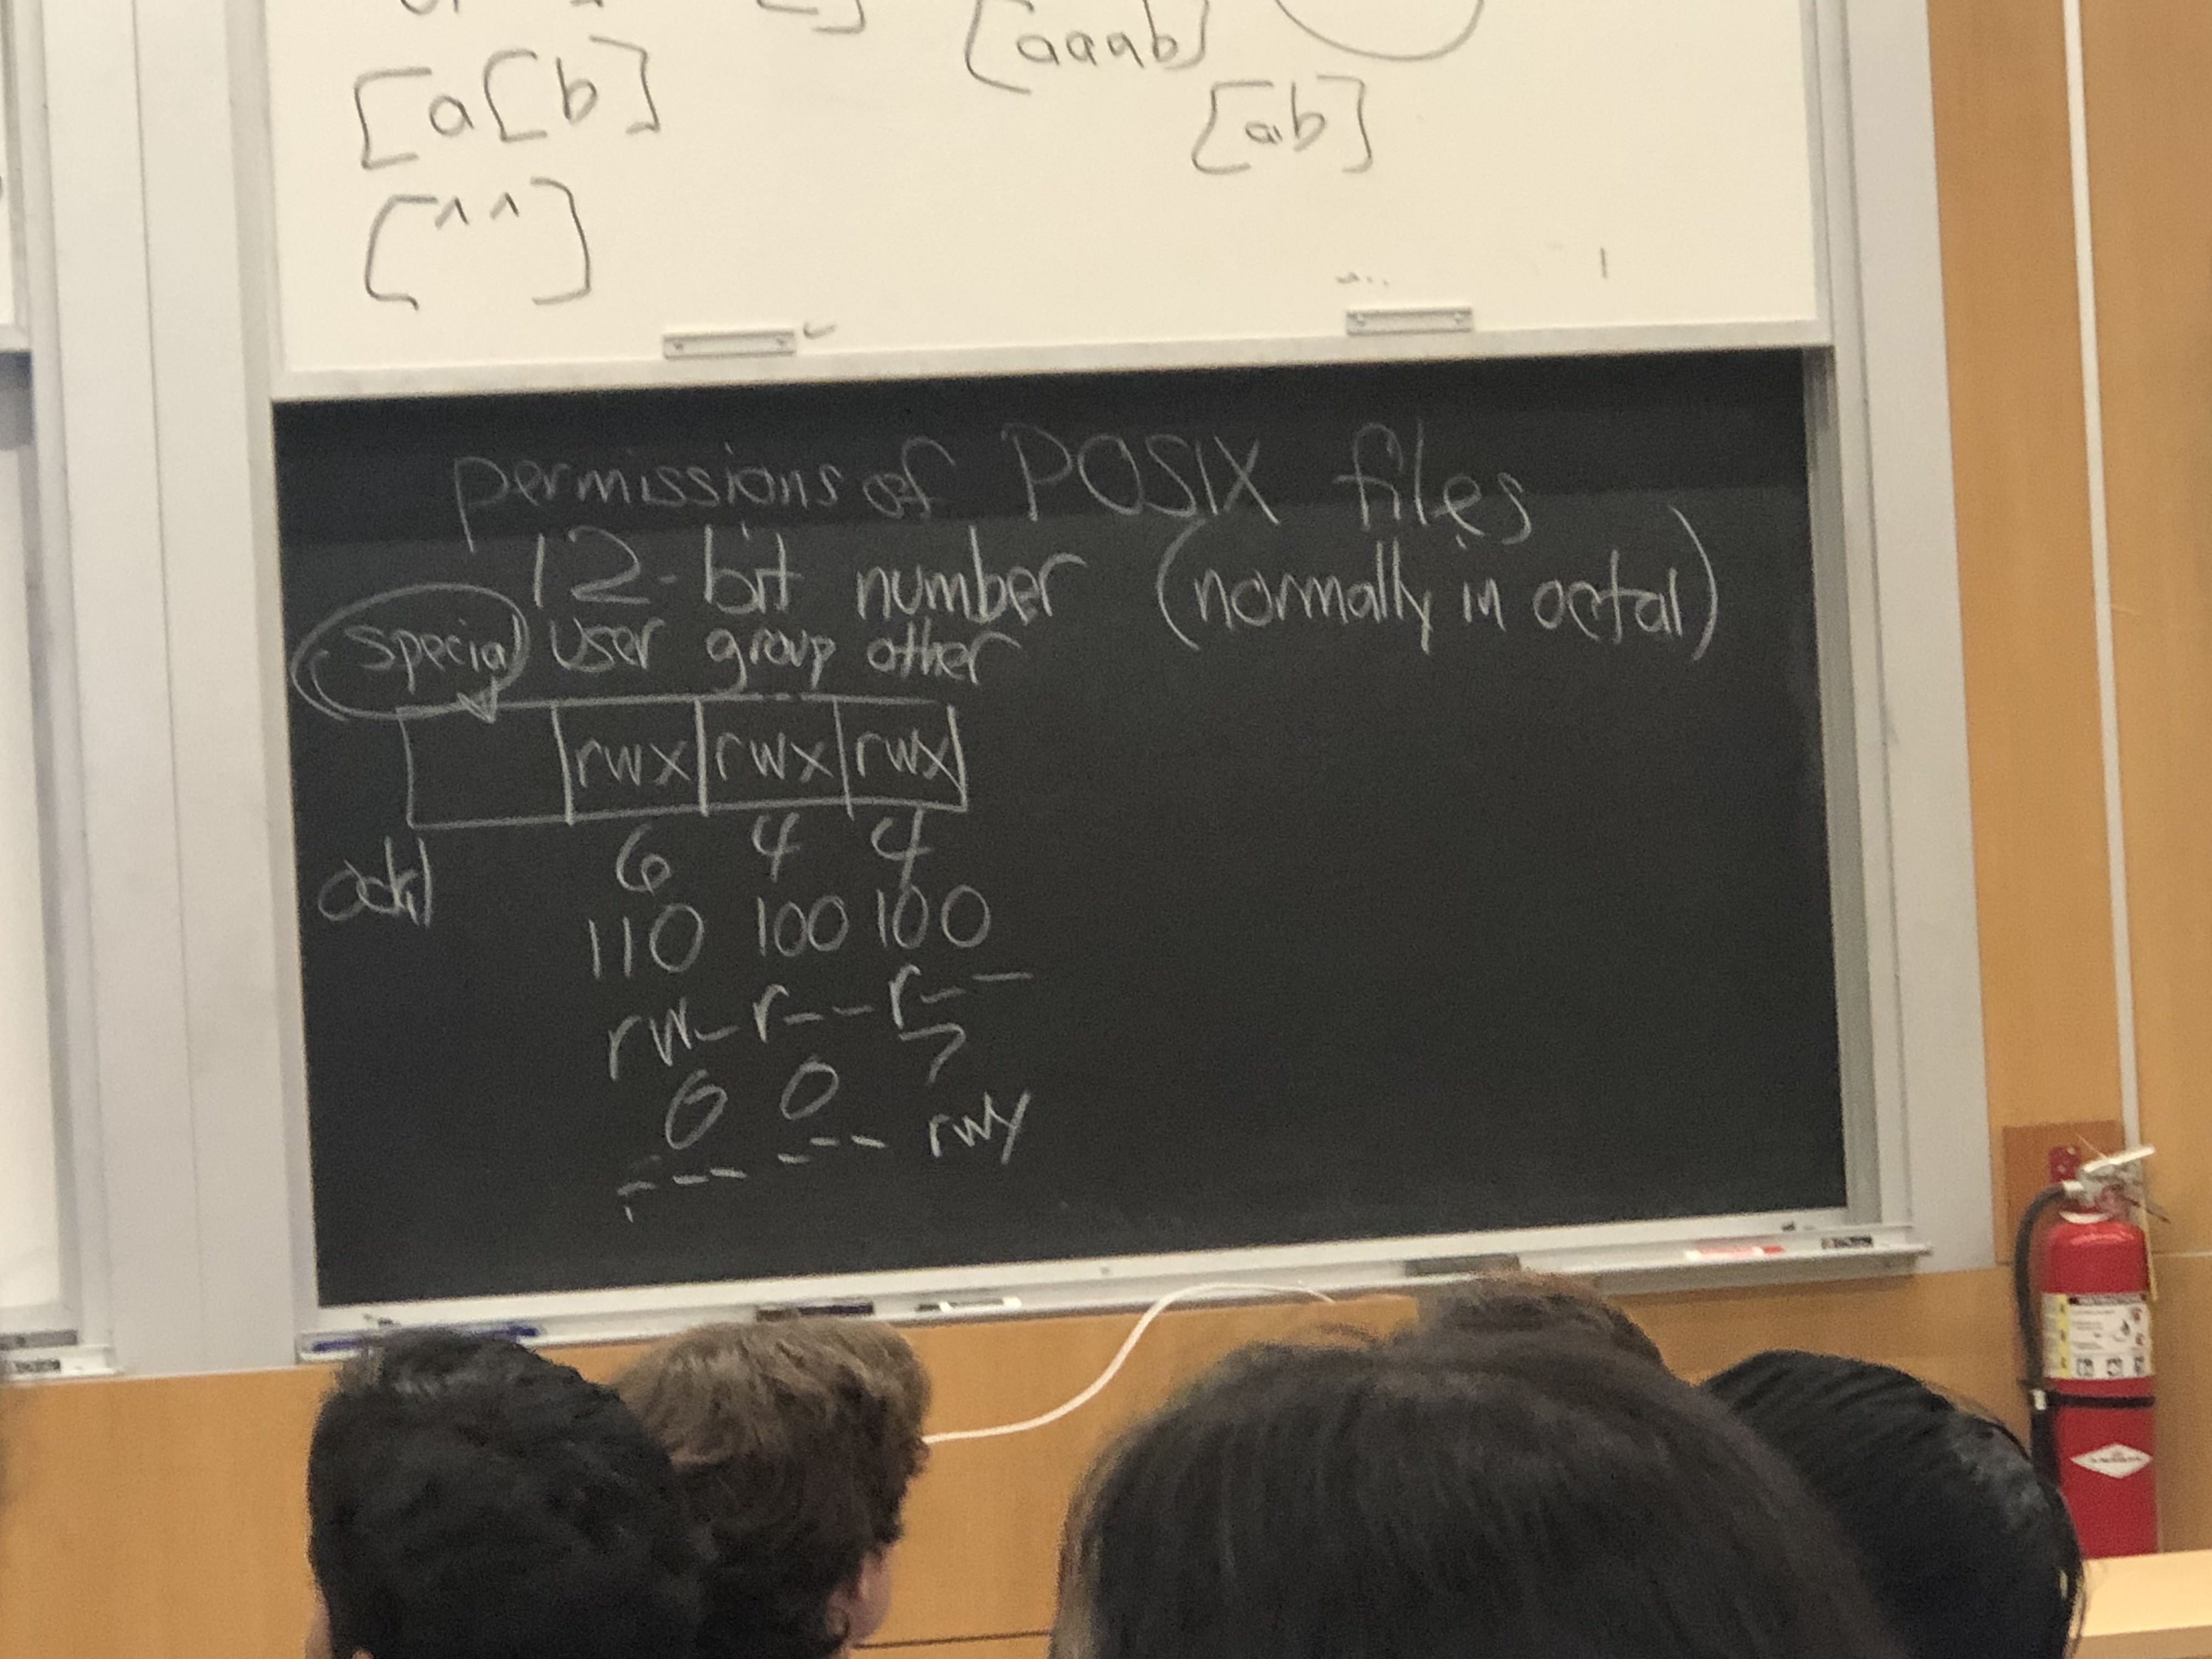 [aaab]
[a[b]
[ab]
[^^]
permissions of POSIX files
12-bit number (normally in octal)
special user group other
rwx rwx rwx
octal 6 4 4
110 100 100
rw-r--r--
0 0 7
--- --- rwx